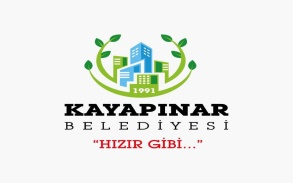 1991
KAYAPINAR
BELEDİYESİ
"HIZIR GİBİ..."